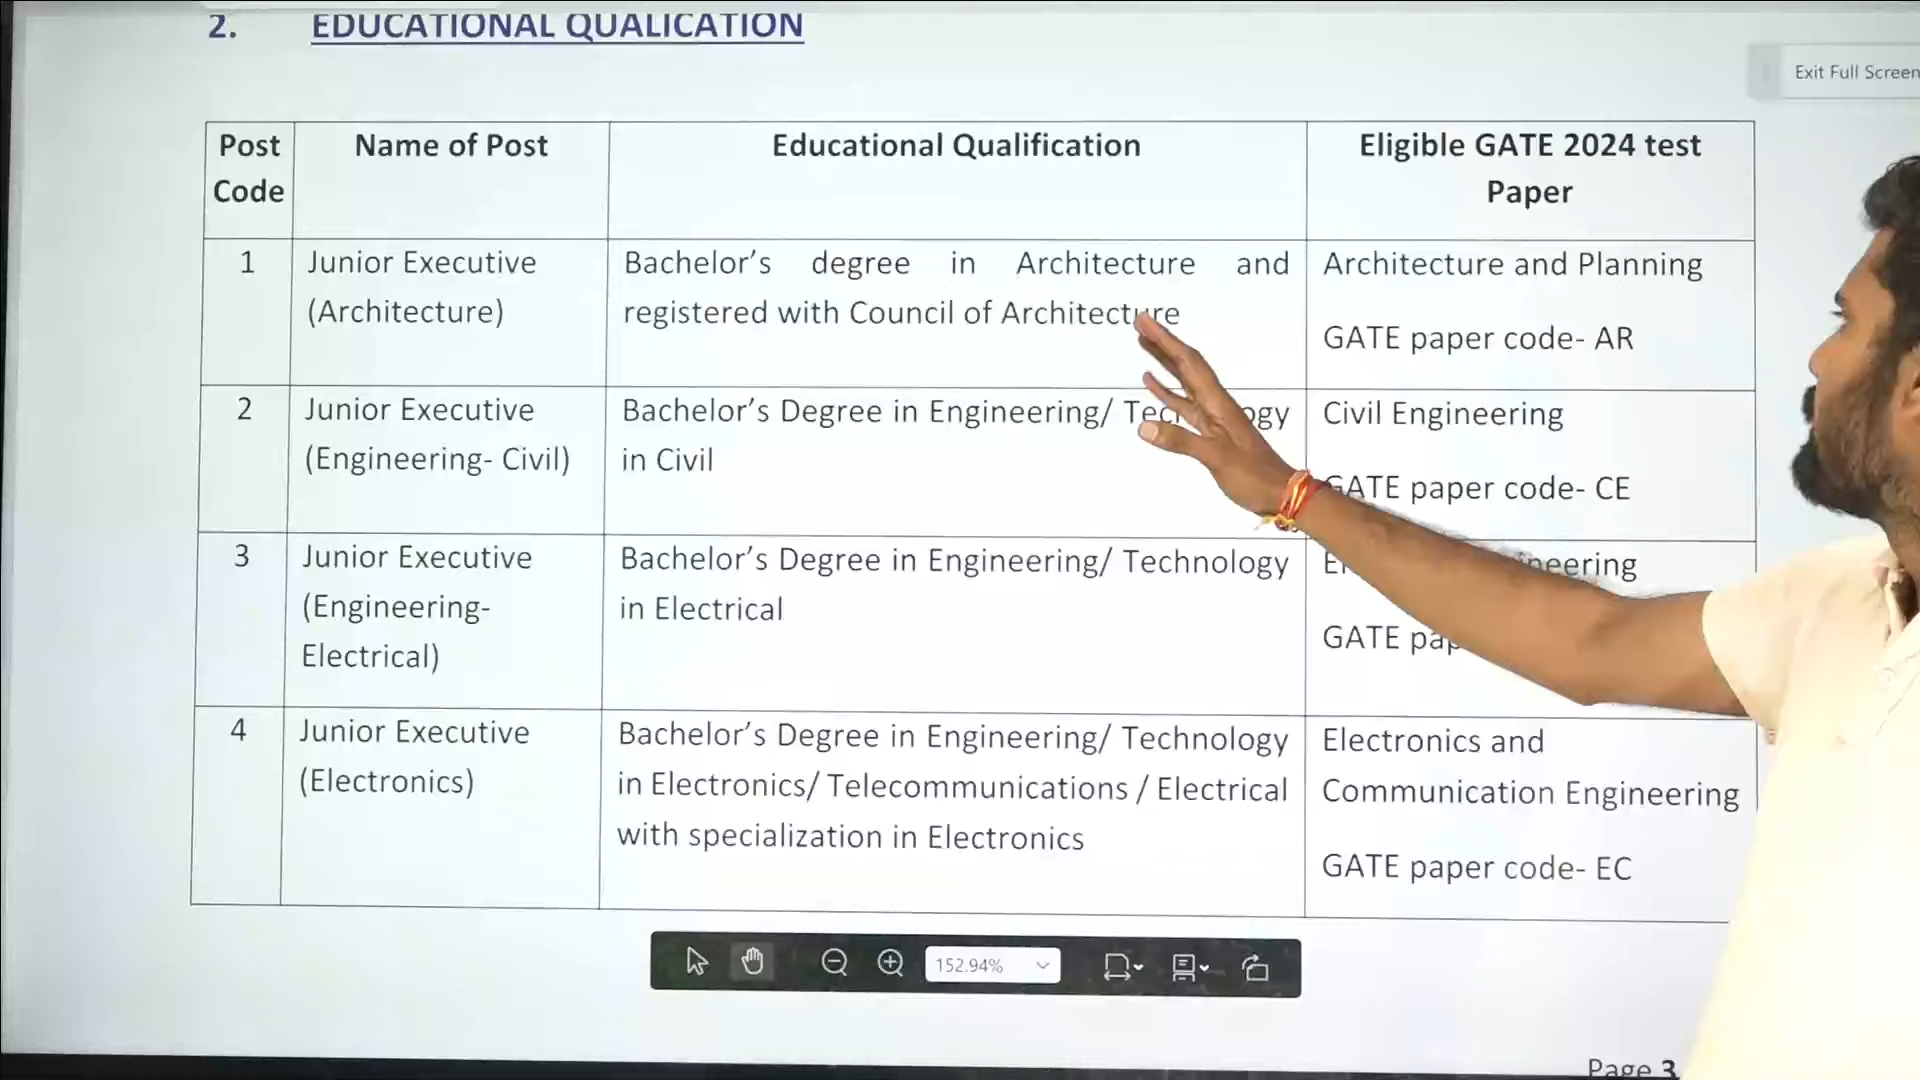 2. EDUCATIONAL QUALICATION
Exit Full Screen
Post Code
Name of Post
Educational Qualification
Eligible GATE 2024 test Paper
1
Junior Executive
(Architecture)
Bachelor’s degree in Architecture and
registered with Council of Architecture
Architecture and Planning
GATE paper code- AR
2
Junior Executive
(Engineering- Civil)
Bachelor’s Degree in Engineering/
in Civil
Civil Engineering
GATE paper code- CE
3
Junior Executive
(Engineering-
Electrical)
Bachelor’s Degree in Engineering/ Technology
in Electrical
GATE
4
Junior Executive
(Electronics)
Bachelor’s Degree in Engineering/ Technology
in Electronics/ Telecommunications / Electrical
with specialization in Electronics
Electronics and
Communication Engineering
GATE paper code- EC
152.94%
Page 3